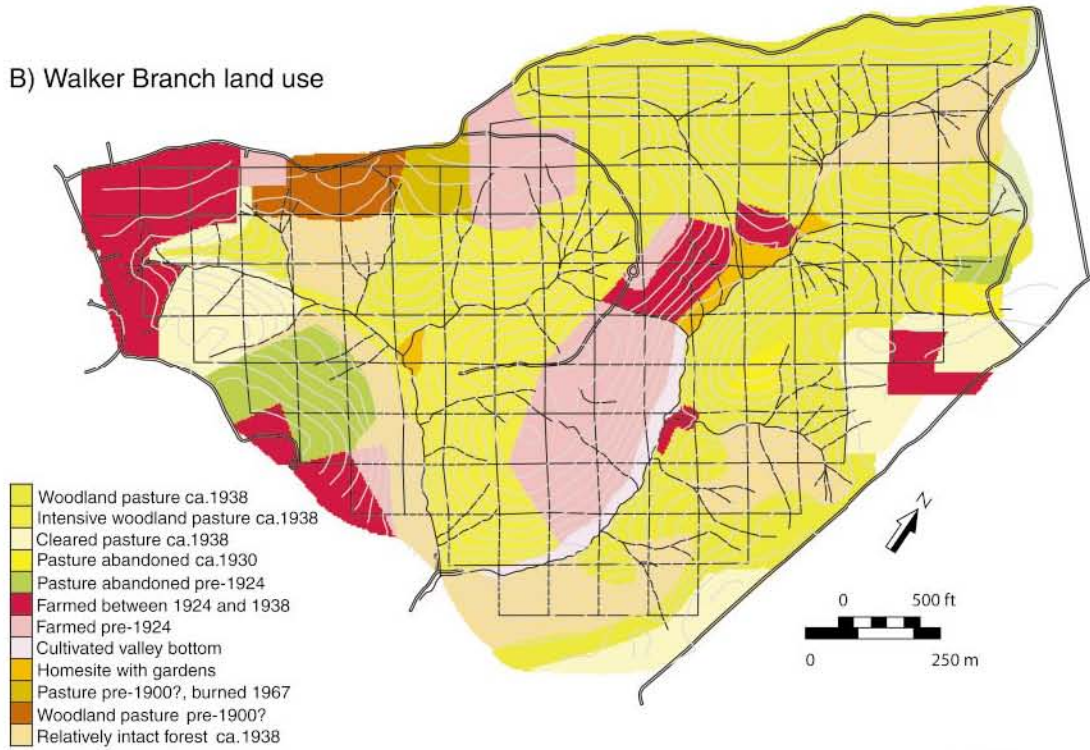 B) Walker Branch land use
Woodland pasture ca.1938
Intensive woodland pasture ca.1938
Cleared pasture ca.1938
Pasture abandoned ca.1930
Pasture abandoned pre-1924
Farmed between 1924 and 1938
Farmed pre-1924
Cultivated valley bottom
Homesite with gardens
Pasture pre-1900?, burned 1967
Woodland pasture pre-1900?
Relatively intact forest ca.1938
N
0 500 ft
0 250 m